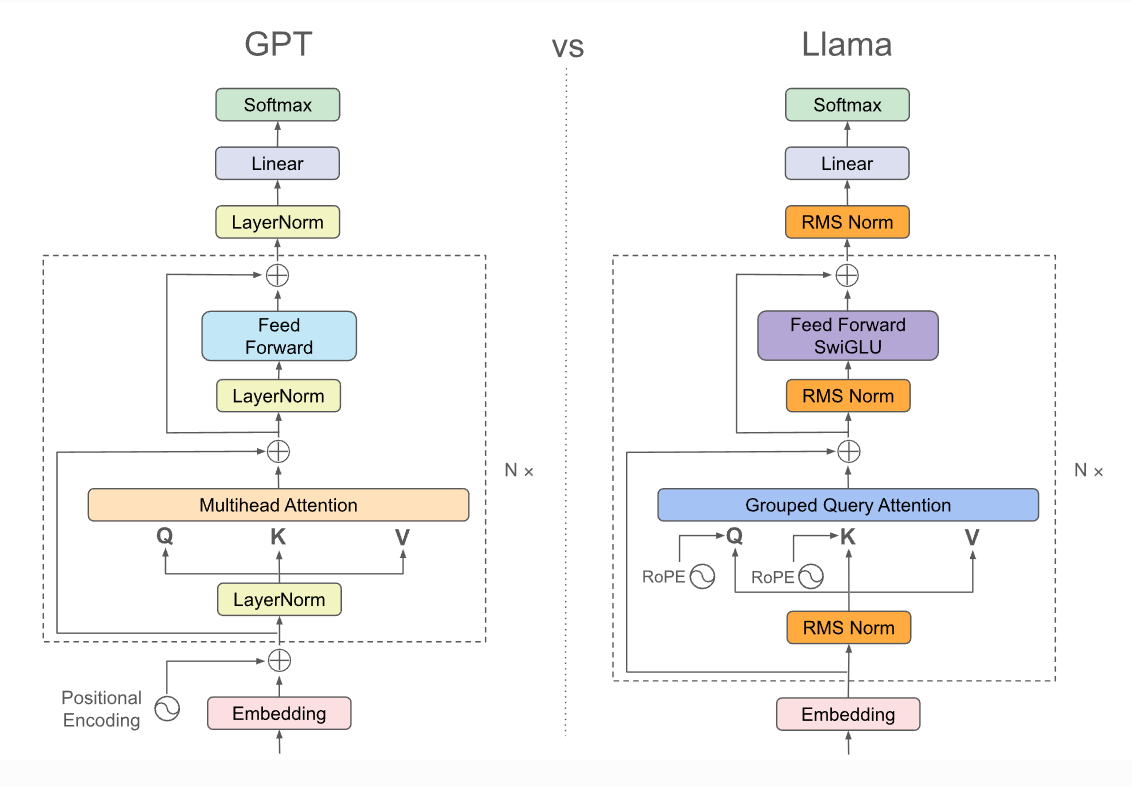 GPT
vs
Llama
Softmax
Linear
LayerNorm
Feed
Forward
LayerNorm
N ×
Multihead Attention
Q K V
LayerNorm
Positional
Encoding
Embedding
Softmax
Linear
RMS Norm
Feed Forward
SwiGLU
RMS Norm
N ×
Grouped Query Attention
Q K V
RoPE RoPE
RMS Norm
Embedding